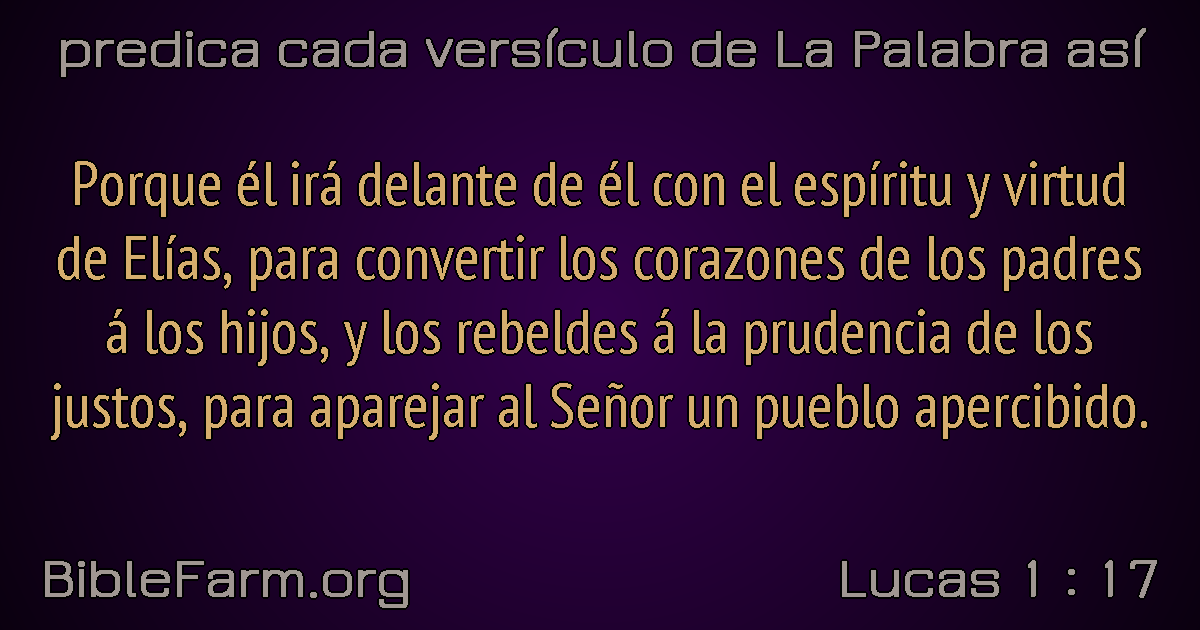 predica cada versículo de La Palabra así
Porque él irá delante de él con el espíritu y virtud
de Elías, para convertir los corazones de los padres
á los hijos, y los rebeldes á la prudencia de los
justos, para aparejar al Señor un pueblo apercibido.
BibleFarm.org
Lucas 1 : 17